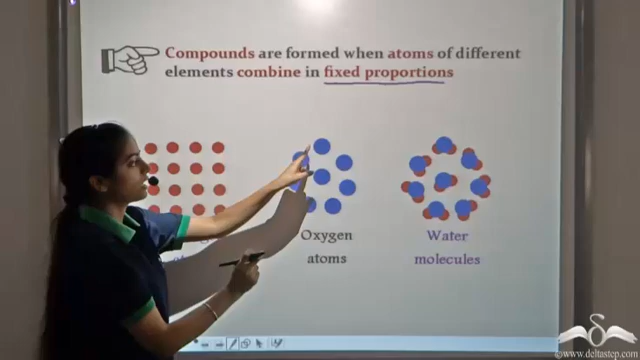 Compounds are formed when atoms of different
elements combine in fixed proportions
Oxygen
atoms
Water
molecules
©www.deltastep.com